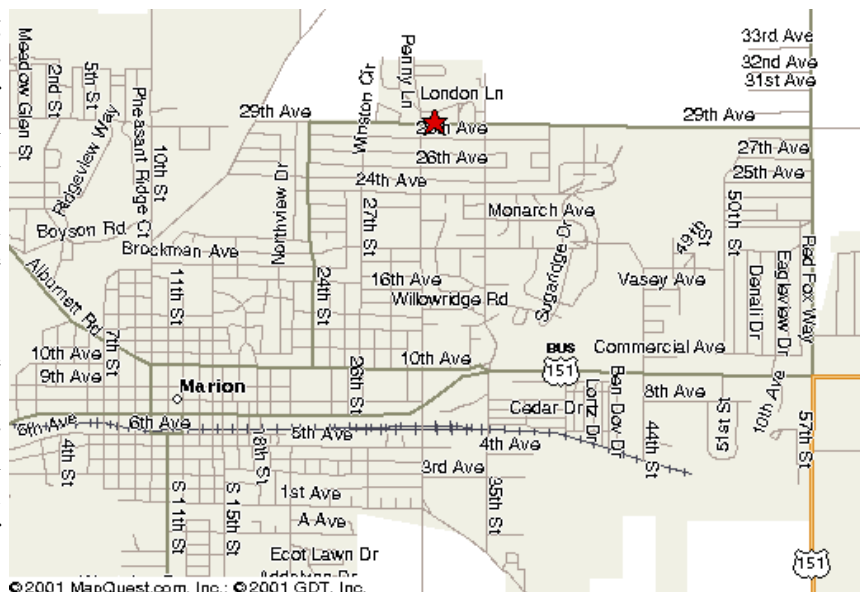 Meadow Glen St
2nd St
5th St
Pheasant Ridge Ct
10th St
Ridgeview Way
29th Ave
Winston Cir
Penny Ln
London Ln
29th Ave
33rd Ave
32nd Ave
31st Ave
26th Ave
24th Ave
27th Ave
25th Ave
Northview Dr
27th St
Monarch Ave
Sugaridge Dr
49th St
50th St
Boyson Rd
Brockman Ave
Alburnett Rd
11th St
24th St
16th Ave
Willowridge Rd
Vasey Ave
Denali Dr
Eagleview Dr
Red Fox Way
7th St
10th Ave
9th Ave
Marion
26th St
10th Ave
BUS
151
Commercial Ave
8th Ave
Cedar Dr
Lortz Dr
Ben-Dov Dr
44th St
51st St
10th Ave
57th St
6th Ave
6th Ave
5th Ave
4th Ave
4th St
18th St
3rd Ave
35th St
S 11th St
S 15th St
1st Ave
A Ave
Ecot Lawn Dr
151
©2001 MapQuest.com, Inc.; ©2001 GDT, Inc.